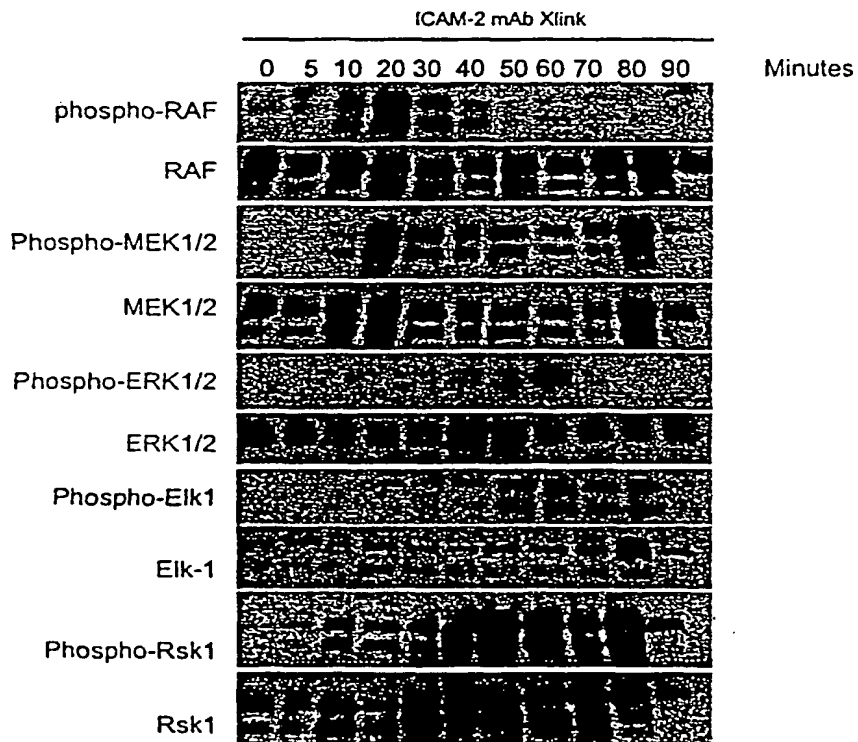 ICAM-2 mAb Xlink
0 5 10 20 30 40 50 60 70 80 90 Minutes
phospho-RAF
RAF
Phospho-MEK1/2
MEK1/2
Phospho-ERK1/2
ERK1/2
Phospho-Elk1
Elk-1
Phospho-Rsk1
Rsk1